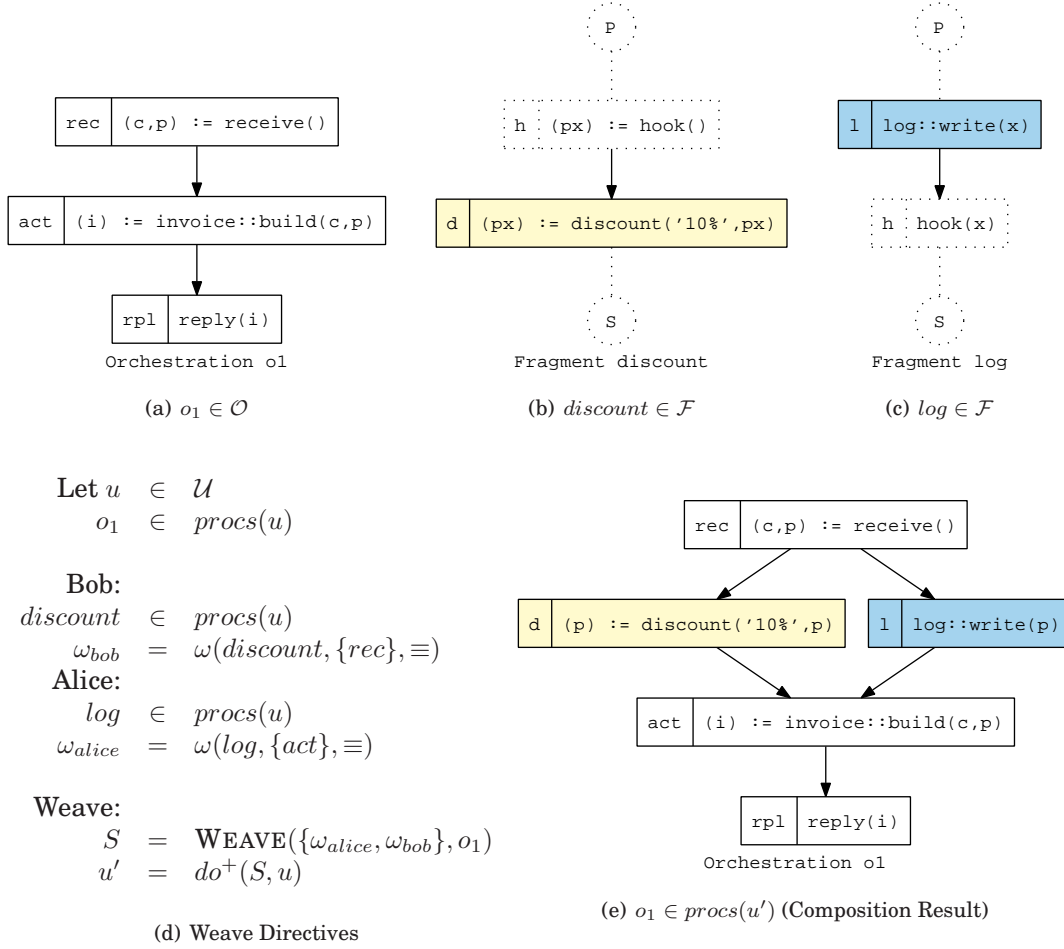 P
P
rec (c,p) := receive()
h (px) := hook()
l log::write(x)
act (i) := invoice::build(c,p)
d (px) := discount('10%',px)
h hook(x)
rpl reply(i)
S
S
Orchestration o1
Fragment discount
Fragment log
(a) o₁ ∈ 𝒪
(b) discount ∈ ℱ
(c) log ∈ ℱ
Let u ∈ 𝒰
o₁ ∈ procs(u)
Bob:
discount ∈ procs(u)
ω_bob = ω(discount, {rec}, ≡)
Alice:
log ∈ procs(u)
ω_alice = ω(log, {act}, ≡)
Weave:
S = WEAVE({ω_alice, ω_bob}, o₁)
u′ = do⁺(S, u)
(d) Weave Directives
rec (c,p) := receive()
d (p) := discount('10%',p)
l log::write(p)
act (i) := invoice::build(c,p)
rpl reply(i)
Orchestration o1
(e) o₁ ∈ procs(u′) (Composition Result)